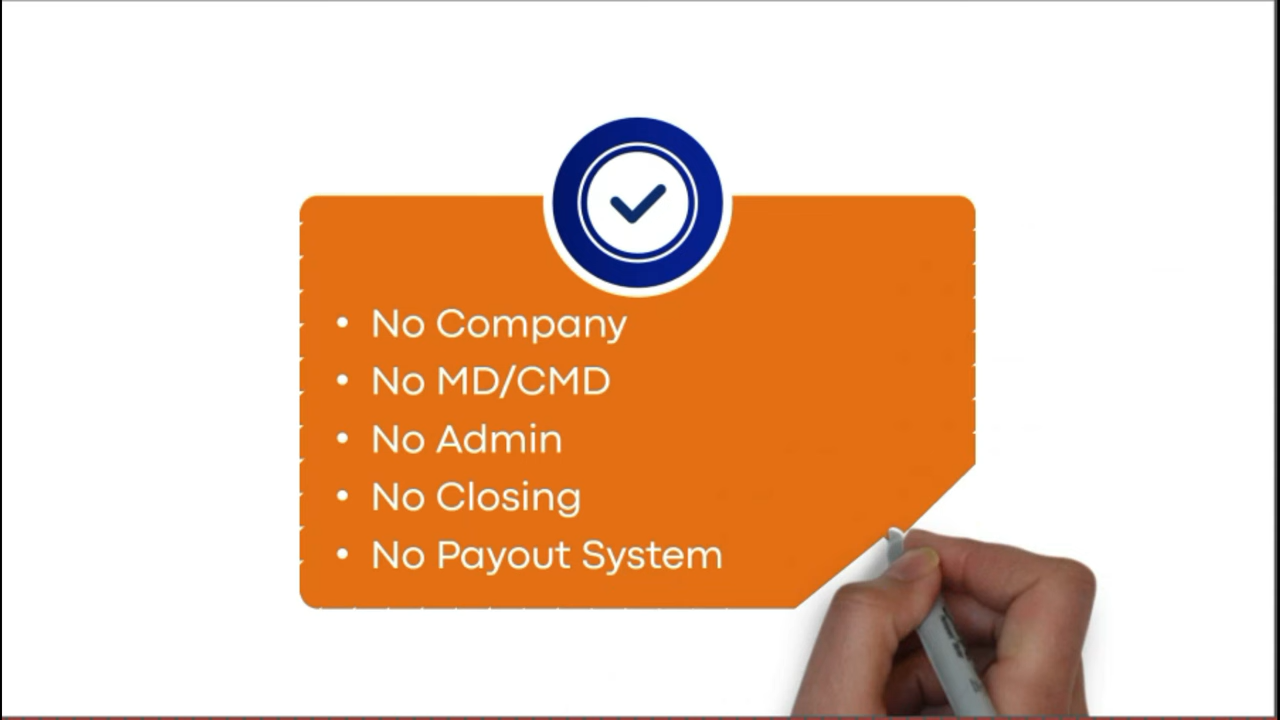 • No Company
• No MD/CMD
• No Admin
• No Closing
• No Payout System